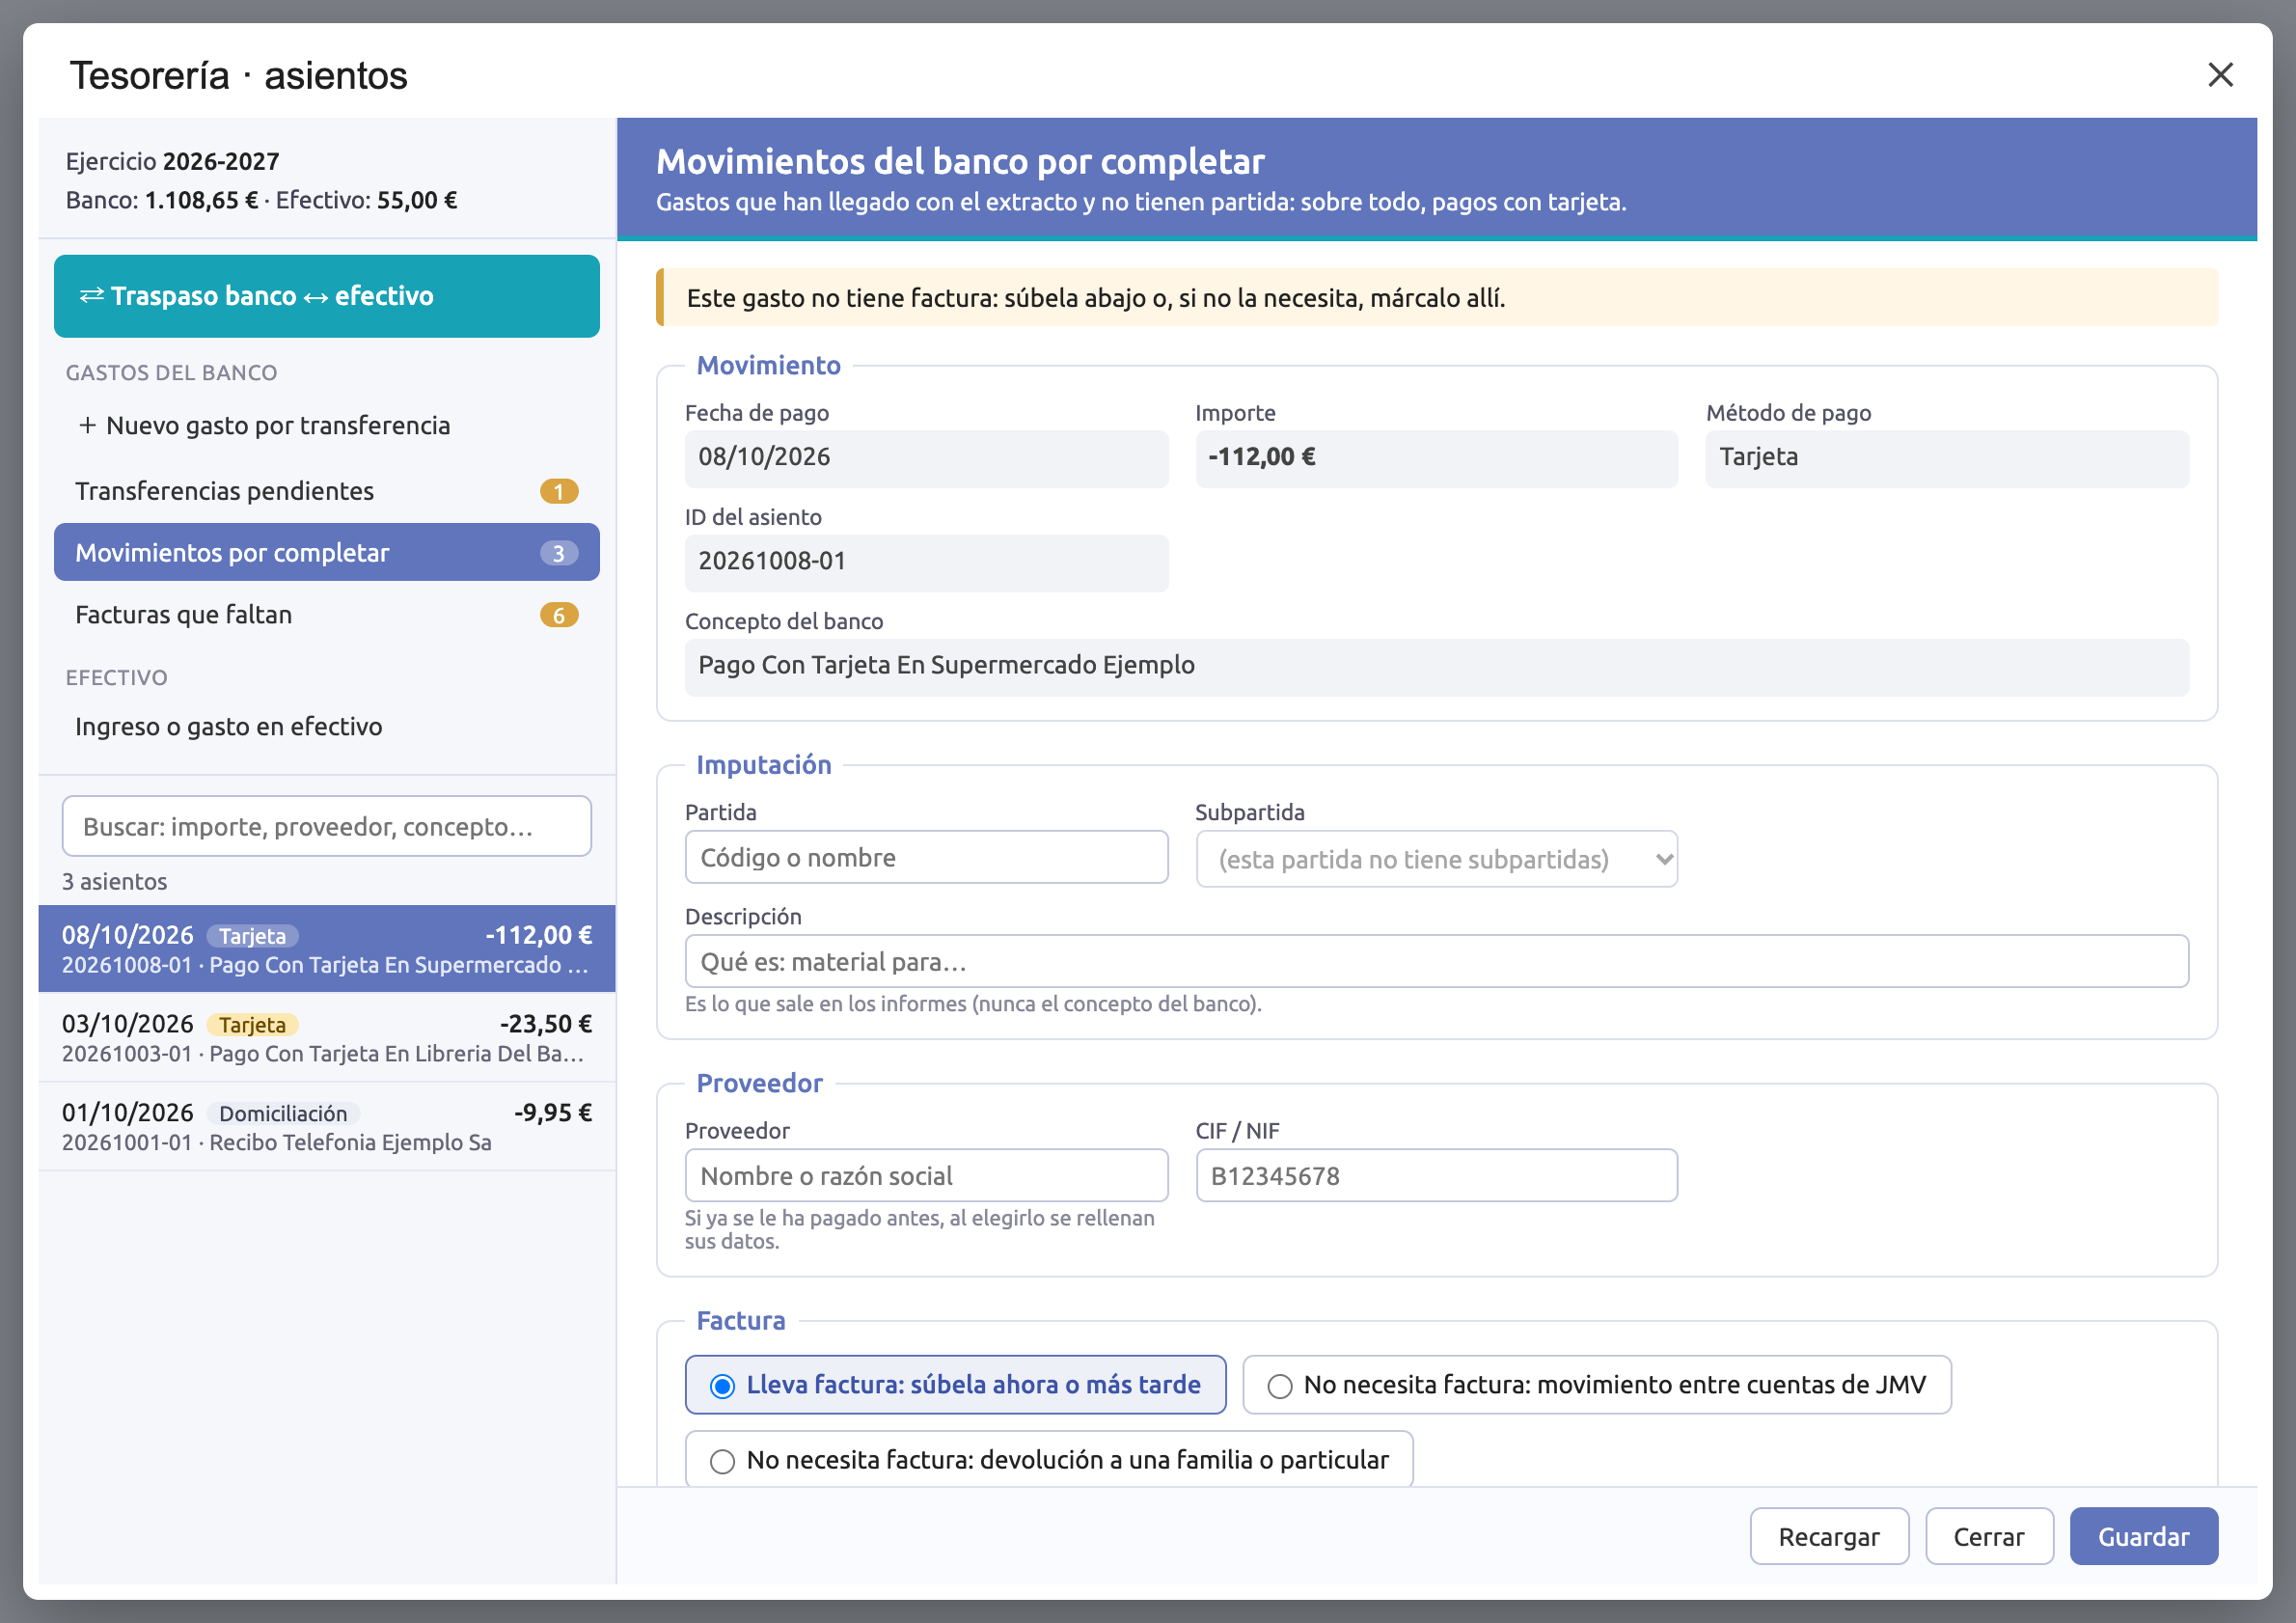 Tesorería · asientos
Ejercicio 2026-2027
Banco: 1.108,65 € · Efectivo: 55,00 €
⇄ Traspaso banco ↔ efectivo
GASTOS DEL BANCO
+ Nuevo gasto por transferencia
Transferencias pendientes 1
Movimientos por completar 3
Facturas que faltan 6
EFECTIVO
Ingreso o gasto en efectivo
Buscar: importe, proveedor, concepto…
3 asientos
08/10/2026 Tarjeta -112,00 €
20261008-01 · Pago Con Tarjeta En Supermercado …
03/10/2026 Tarjeta -23,50 €
20261003-01 · Pago Con Tarjeta En Libreria Del Ba…
01/10/2026 Domiciliación -9,95 €
20261001-01 · Recibo Telefonia Ejemplo Sa
Movimientos del banco por completar
Gastos que han llegado con el extracto y no tienen partida: sobre todo, pagos con tarjeta.
Este gasto no tiene factura: súbela abajo o, si no la necesita, márcalo allí.
Movimiento
Fecha de pago Importe Método de pago
08/10/2026 -112,00 € Tarjeta
ID del asiento
20261008-01
Concepto del banco
Pago Con Tarjeta En Supermercado Ejemplo
Imputación
Partida Subpartida
Código o nombre (esta partida no tiene subpartidas)
Descripción
Qué es: material para…
Es lo que sale en los informes (nunca el concepto del banco).
Proveedor
Proveedor CIF / NIF
Nombre o razón social B12345678
Si ya se le ha pagado antes, al elegirlo se rellenan
sus datos.
Factura
Lleva factura: súbela ahora o más tarde No necesita factura: movimiento entre cuentas de JMV
No necesita factura: devolución a una familia o particular
Recargar Cerrar Guardar